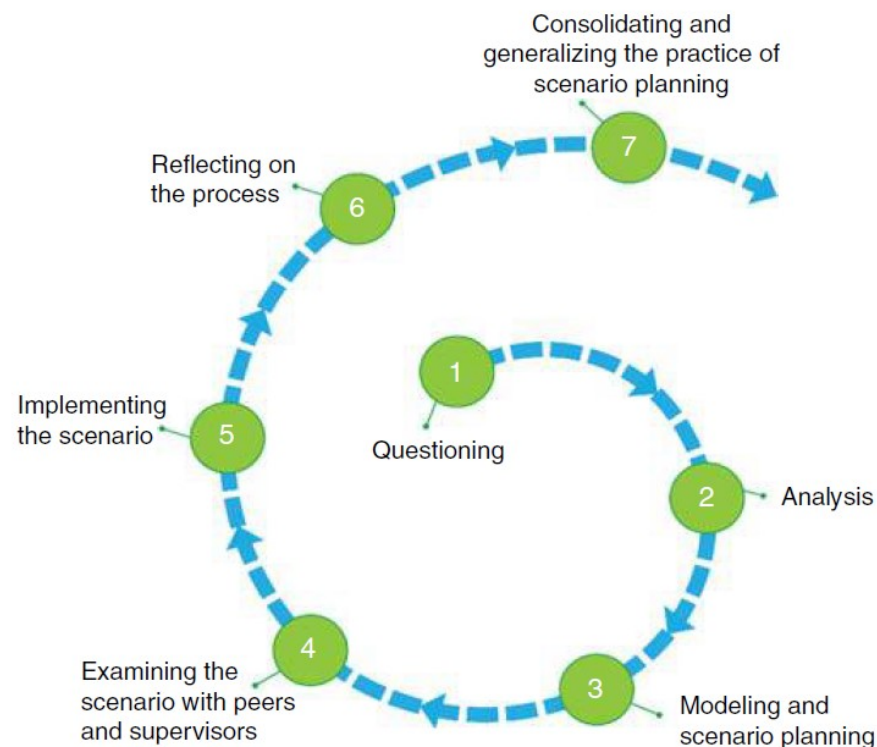 1
Questioning
2
Analysis
3
Modeling and
scenario planning
4
Examining the
scenario with peers
and supervisors
5
Implementing
the scenario
6
Reflecting on
the process
7
Consolidating and
generalizing the practice of
scenario planning